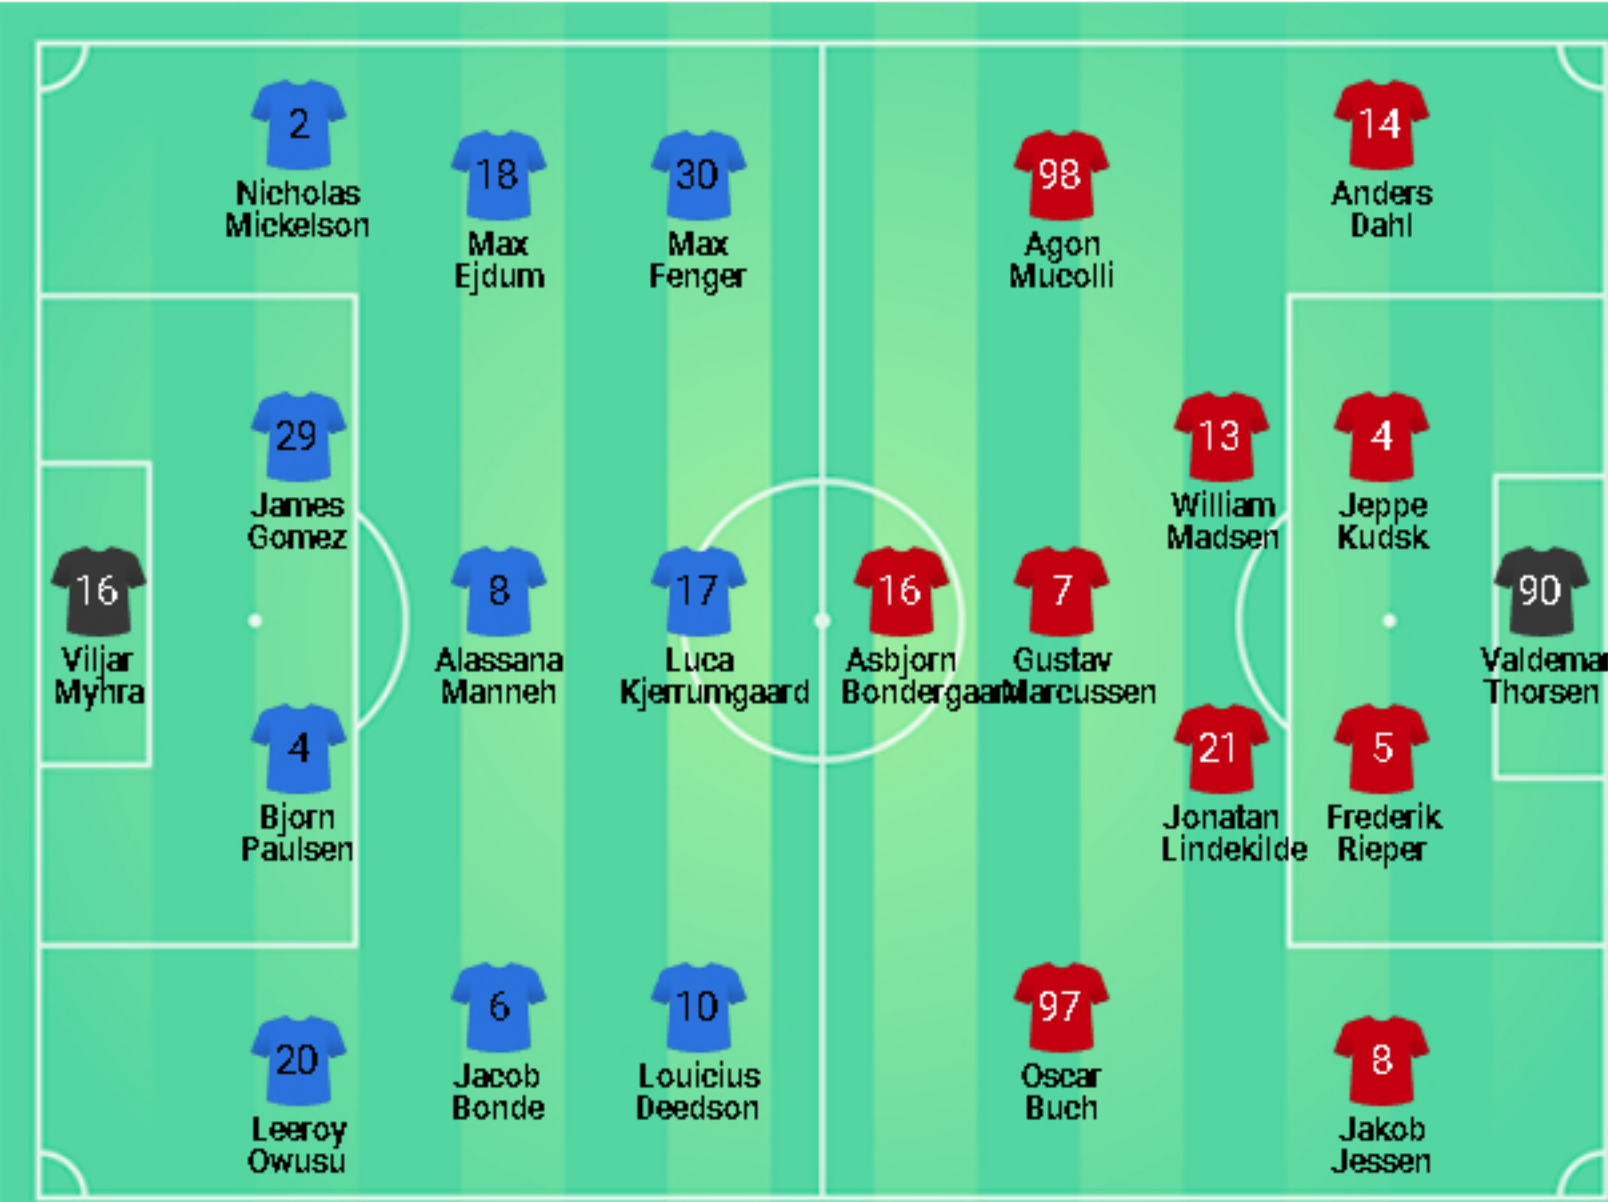 2
Nicholas
Mickelson
18
Max
Ejdum
30
Max
Fenger
98
Agon
Mucolli
14
Anders
Dahl
29
James
Gomez
13
William
Madsen
4
Jeppe
Kudsk
16
Viljar
Myhra
8
Alassana
Manneh
17
Luca
Kjerrumgaard
16
Asbjorn
Bondergaard
7
Gustav
Marcussen
90
Valdemar
Thorsen
4
Bjorn
Paulsen
21
Jonatan
Lindekilde
5
Frederik
Rieper
20
Leeroy
Owusu
6
Jacob
Bonde
10
Louicius
Deedson
97
Oscar
Buch
8
Jakob
Jessen